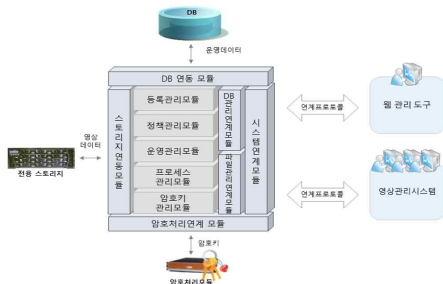 DB
운영데이터
DB 연동 모듈
등록관리모듈
정책관리모듈
운영관리모듈
프로세스
관리모듈
암호키
관리모듈
스토리지연동모듈
DB관리연계모듈
파일관리연계모듈
시스템연계모듈
암호처리연계 모듈
영상
데이터
전용 스토리지
연계프로토콜
웹 관리 도구
연계프로토콜
영상관리시스템
암호키
암호처리모듈